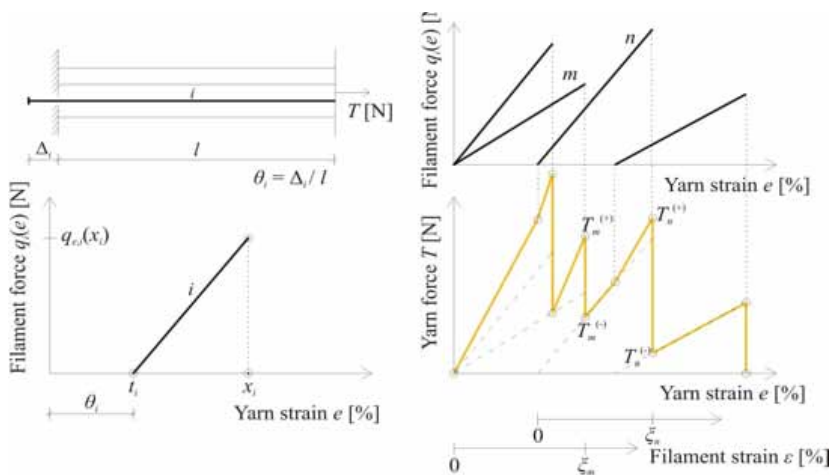 i
T [N]
Δᵢ
l
θᵢ = Δᵢ / l
Filament force qᵢ(e) [N]
qₑ,ᵢ(xᵢ)
i
tᵢ
xᵢ
θᵢ
Yarn strain e [%]
Filament force qᵢ(e) [N]
m
n
Yarn strain e [%]
Yarn force T [N]
Tₘ⁽⁺⁾
Tₙ⁽⁺⁾
Tₘ⁽⁻⁾
Tₙ⁽⁻⁾
Yarn strain e [%]
0
ξₙ
Filament strain ε [%]
0
ξₘ